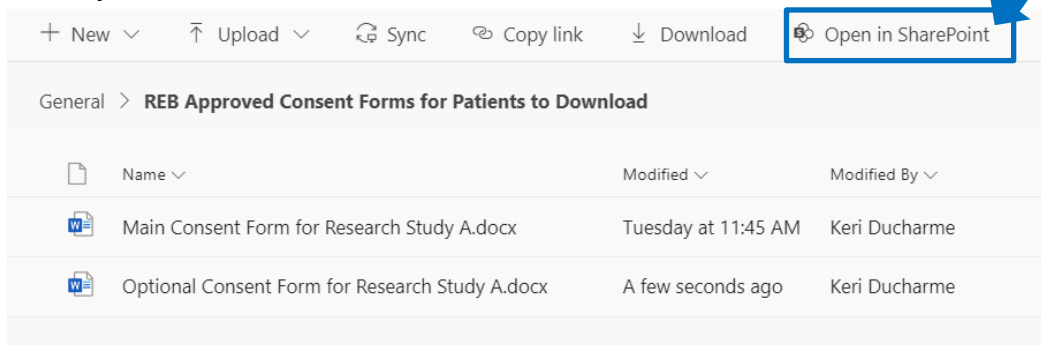 New Upload Sync Copy link Download Open in SharePoint
General > REB Approved Consent Forms for Patients to Download
Name Modified Modified By
Main Consent Form for Research Study A.docx Tuesday at 11:45 AM Keri Ducharme
Optional Consent Form for Research Study A.docx A few seconds ago Keri Ducharme